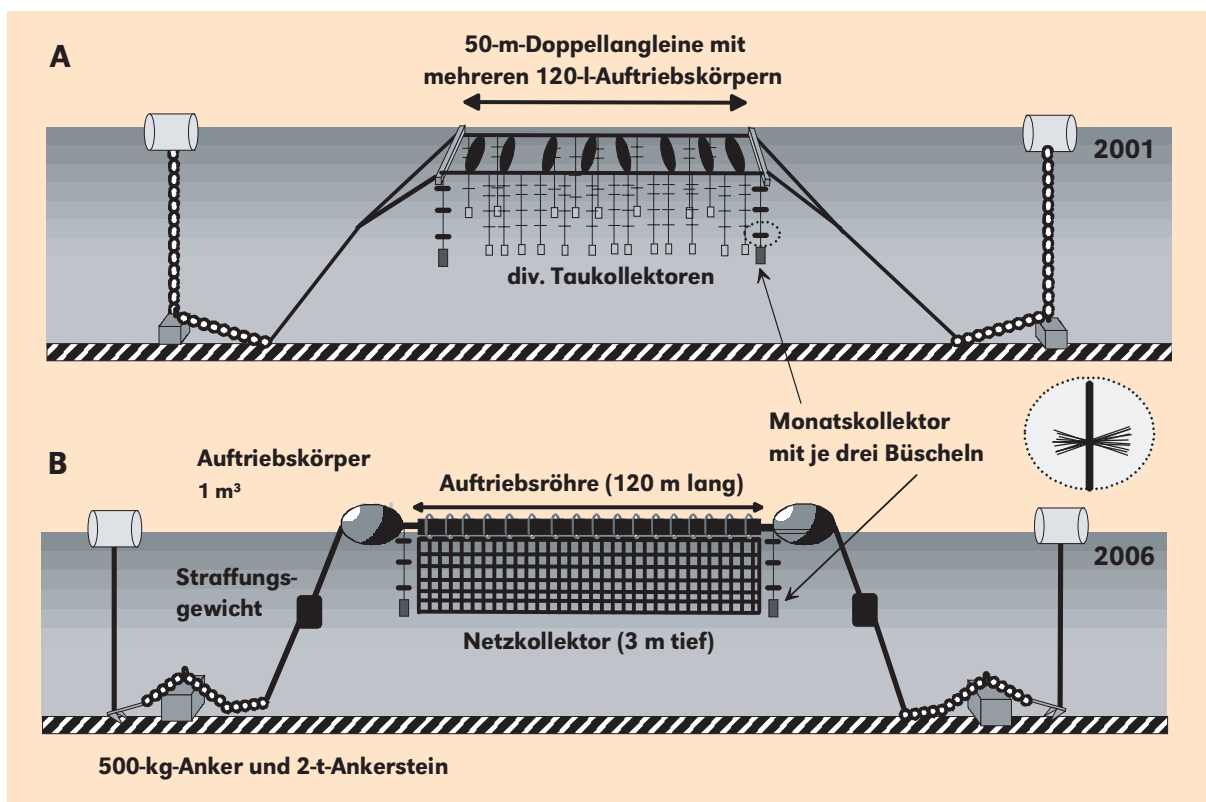 A
50-m-Doppellangleine mit
mehreren 120-l-Auftriebskörpern
2001
div. Taukollektoren
Monatskollektor
mit je drei Büscheln
B
Auftriebskörper
1 m³
Auftriebsröhre (120 m lang)
2006
Straffungs-
gewicht
Netzkollektor (3 m tief)
500-kg-Anker und 2-t-Ankerstein